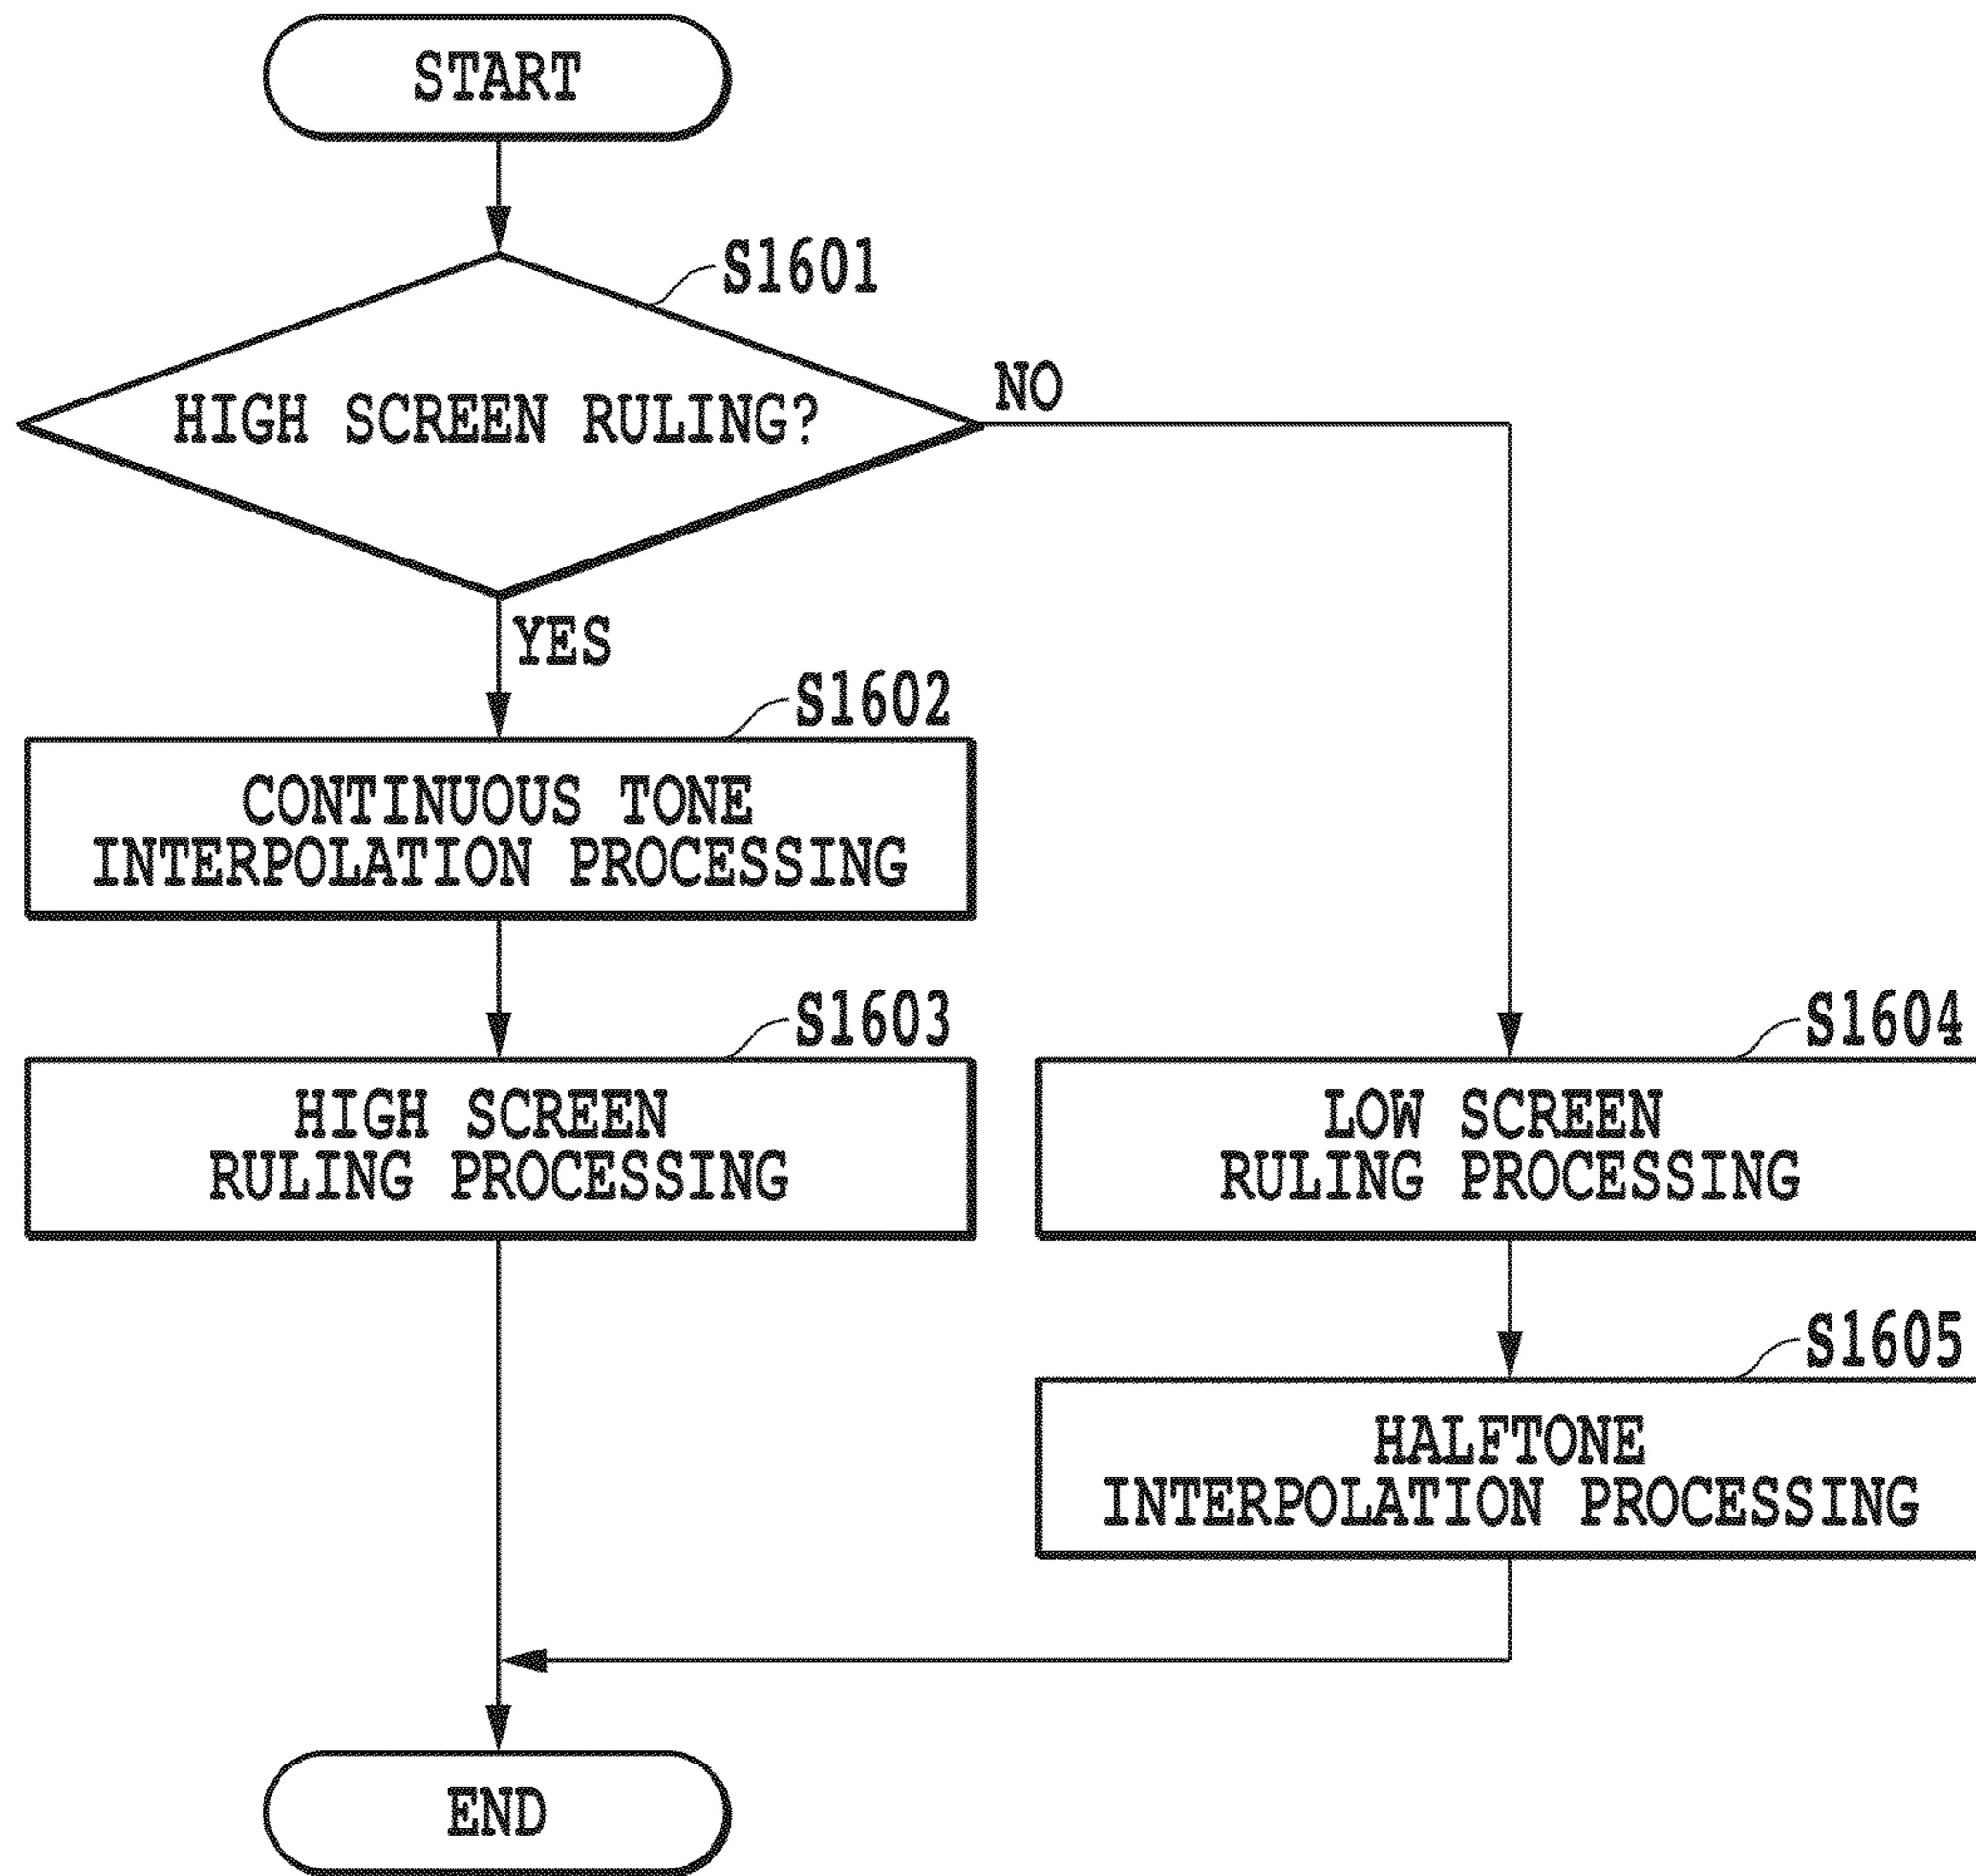 START
S1601
HIGH SCREEN RULING?
NO
YES
S1602
CONTINUOUS TONE
INTERPOLATION PROCESSING
S1603
HIGH SCREEN
RULING PROCESSING
S1604
LOW SCREEN
RULING PROCESSING
S1605
HALFTONE
INTERPOLATION PROCESSING
END